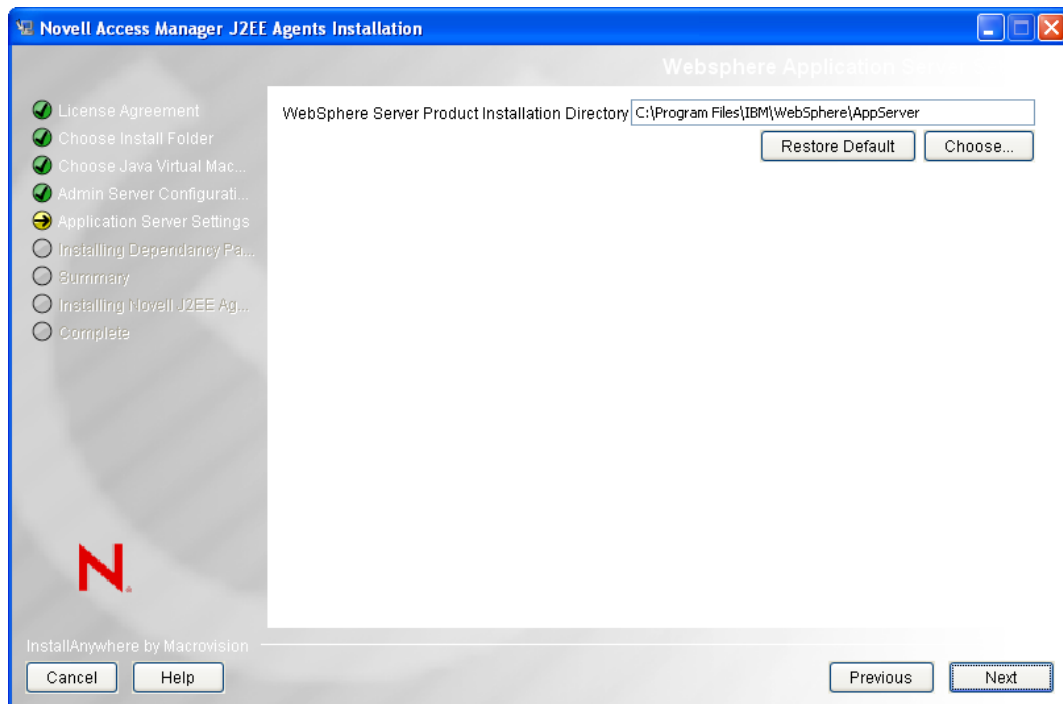 Novell Access Manager J2EE Agents Installation
Websphere Application
License Agreement
Choose Install Folder
Choose Java Virtual Mac...
Admin Server Configurati...
Application Server Settings
Installing Dependancy Pa...
Summary
Installing Novell J2EE Ag...
Complete
WebSphere Server Product Installation Directory C:\Program Files\IBM\WebSphere\AppServer
Restore Default Choose...
N
InstallAnywhere by Macrovision
Cancel Help Previous Next